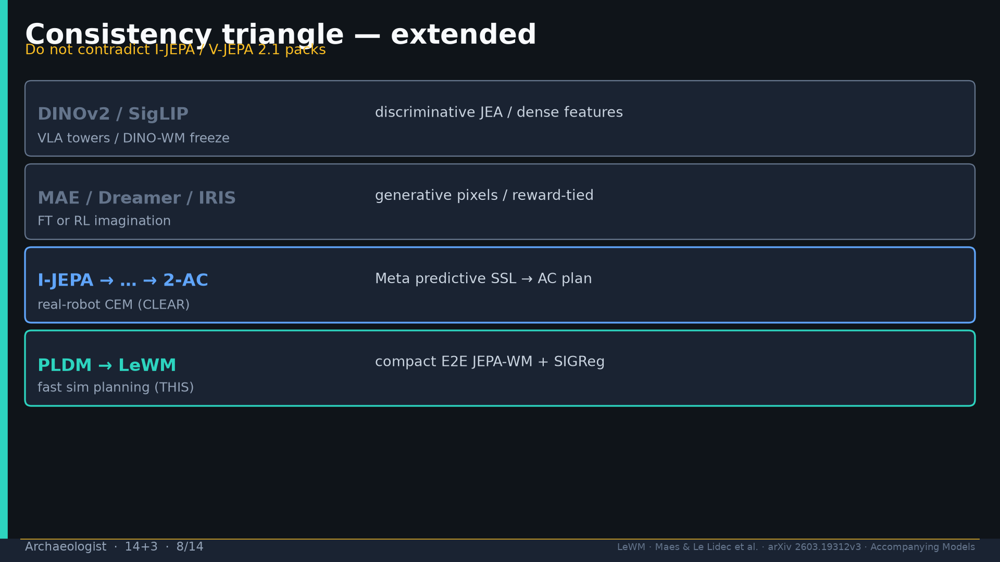 Consistency triangle — extended
Do not contradict I-JEPA / V-JEPA 2.1 packs
DINOv2 / SigLIP
discriminative JEA / dense features
VLA towers / DINO-WM freeze
MAE / Dreamer / IRIS
generative pixels / reward-tied
FT or RL imagination
I-JEPA → … → 2-AC
Meta predictive SSL → AC plan
real-robot CEM (CLEAR)
PLDM → LeWM
compact E2E JEPA-WM + SIGReg
fast sim planning (THIS)
Archaeologist · 14+3 · 8/14
LeWM · Maes & Le Lidec et al. · arXiv 2603.19312v3 · Accompanying Models